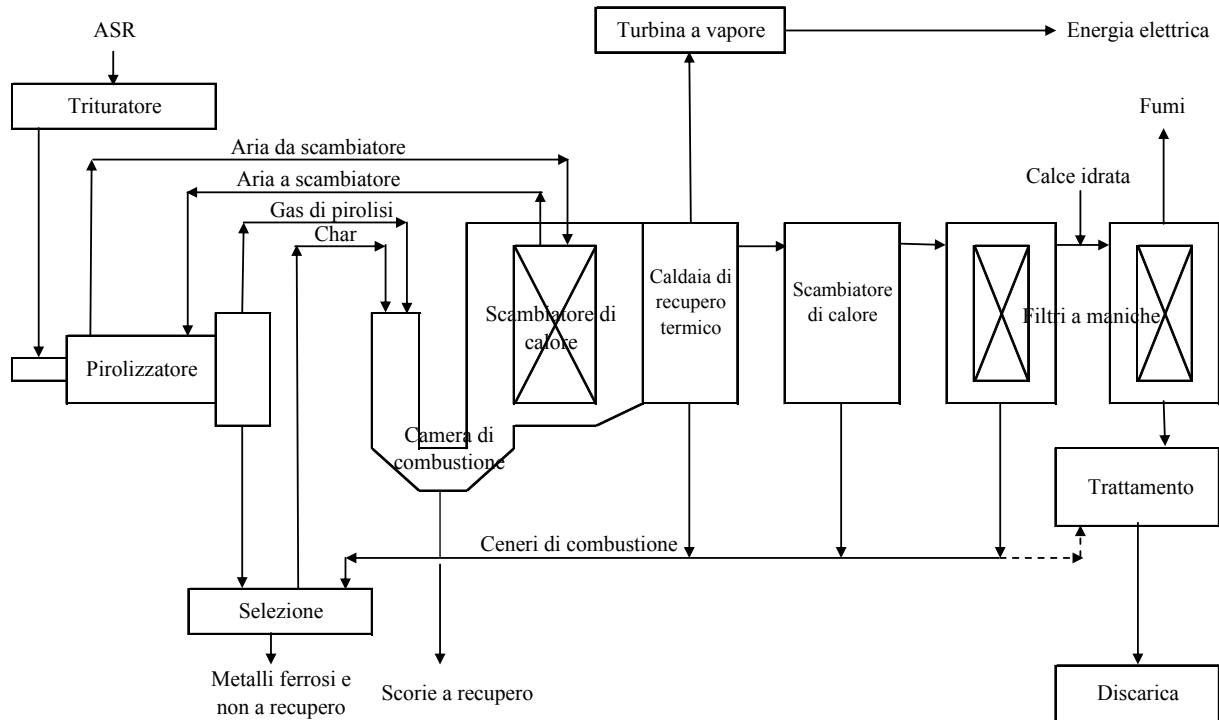 ASR
Turbina a vapore
Energia elettrica
Trituratore
Fumi
Aria da scambiatore
Aria a scambiatore
Calce idrata
Gas di pirolisi
Char
Caldaia di
recupero
termico
Scambiatore
di calore
Scambiatore di
calore
Filtri a maniche
Pirolizzatore
Camera di
combustione
Trattamento
Ceneri di combustione
Selezione
Metalli ferrosi e
non a recupero
Scorie a recupero
Discarica